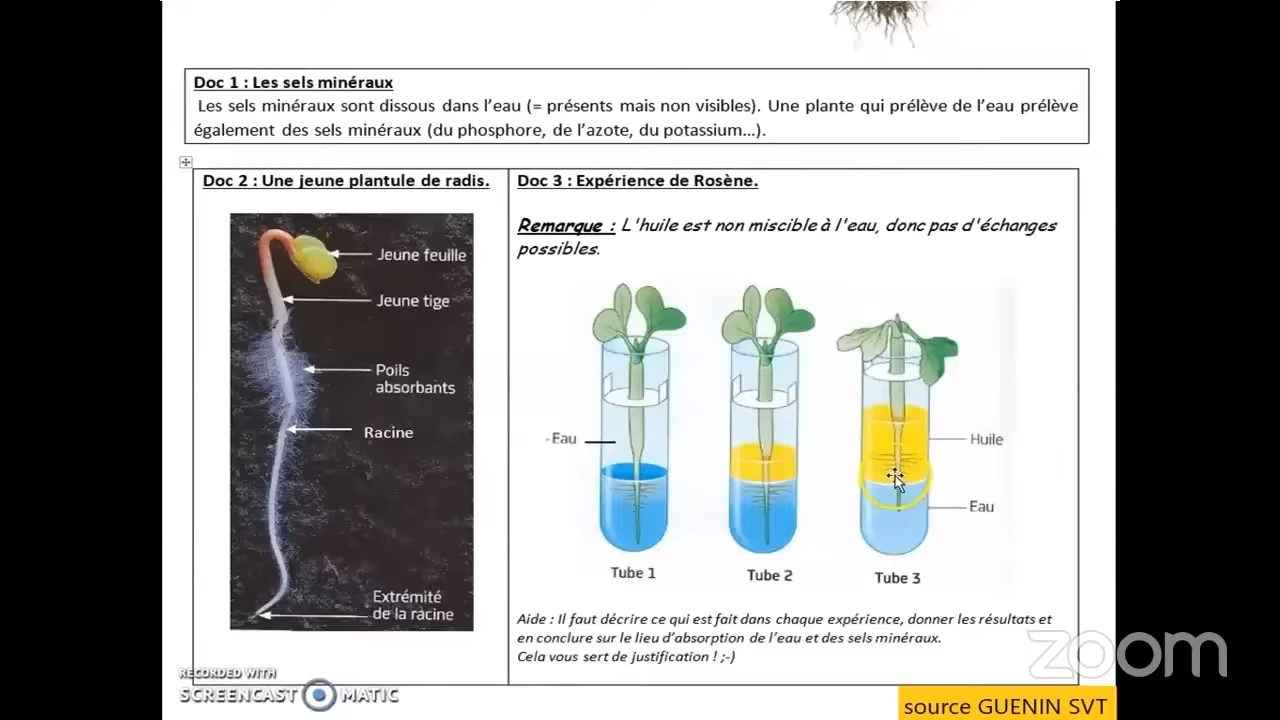 Doc 1 : Les sels minéraux
Les sels minéraux sont dissous dans l'eau (= présents mais non visibles). Une plante qui prélève de l'eau prélève
également des sels minéraux (du phosphore, de l'azote, du potassium...).
Doc 2 : Une jeune plantule de radis.
Jeune feuille
Jeune tige
Poils
absorbants
Racine
Extrémité
de la racine
Doc 3 : Expérience de Rosène.
Remarque : L'huile est non miscible à l'eau, donc pas d'échanges
possibles.
-Eau
Huile
Eau
Tube 1
Tube 2
Tube 3
Aide : Il faut décrire ce qui est fait dans chaque expérience, donner les résultats et
en conclure sur le lieu d'absorption de l'eau et des sels minéraux.
Cela vous sert de justification ! ;-)
zoom
RECORDED WITH
SCREENCAST MATIC
source GUENIN SVT